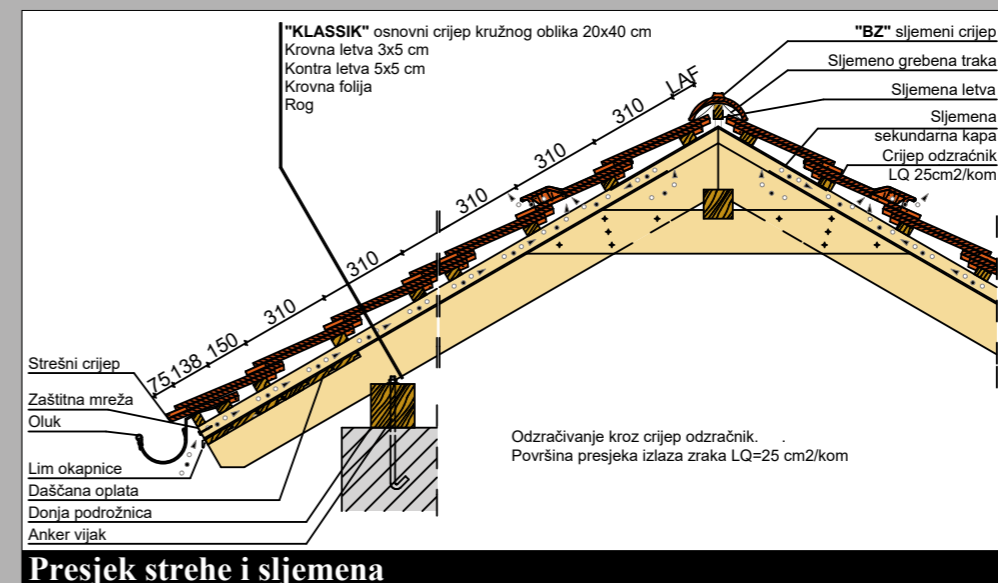 "KLASSIK" osnovni crijep kružnog oblika 20x40 cm
Krovna letva 3x5 cm
Kontra letva 5x5 cm
Krovna folija
Rog
"BZ" sljemeni crijep
Sljemeno grebena traka
Sljemena letva
Sljemena
sekundarna kapa
Crijep odzraćnik
LQ 25cm2/kom
LAF
310
310
310
310
310
150
138
75
Strešni crijep
Zaštitna mreža
Oluk
Lim okapnice
Daščana oplata
Donja podrožnica
Anker vijak
Odzračivanje kroz crijep odzračnik. .
Površina presjeka izlaza zraka LQ=25 cm2/kom
Presjek strehe i sljemena